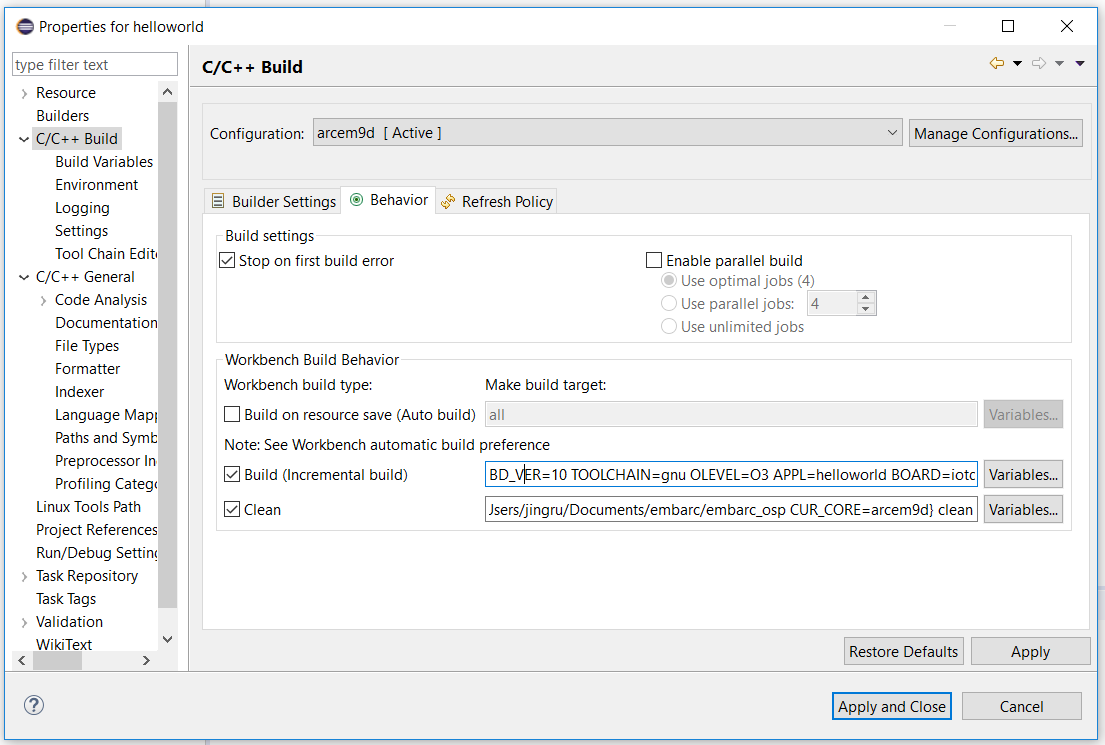 Properties for helloworld
type filter text
Resource
Builders
C/C++ Build
Build Variables
Environment
Logging
Settings
Tool Chain Edit
C/C++ General
Code Analysis
Documentation
File Types
Formatter
Indexer
Language Mapp
Paths and Symb
Preprocessor In
Profiling Catego
Linux Tools Path
Project References
Run/Debug Setting
Task Repository
Task Tags
Validation
WikiText
C/C++ Build
Configuration: arcem9d [ Active ] Manage Configurations...
Builder Settings Behavior Refresh Policy
Build settings
Stop on first build error Enable parallel build
Use optimal jobs (4)
Use parallel jobs: 4
Use unlimited jobs
Workbench Build Behavior
Workbench build type: Make build target:
Build on resource save (Auto build) all Variables...
Note: See Workbench automatic build preference
Build (Incremental build) BD_VER=10 TOOLCHAIN=gnu OLEVEL=O3 APPL=helloworld BOARD=iotc Variables...
Clean Jsers/jingru/Documents/embarc/embarc_osp CUR_CORE=arcem9d} clean Variables...
Restore Defaults Apply
? Apply and Close Cancel